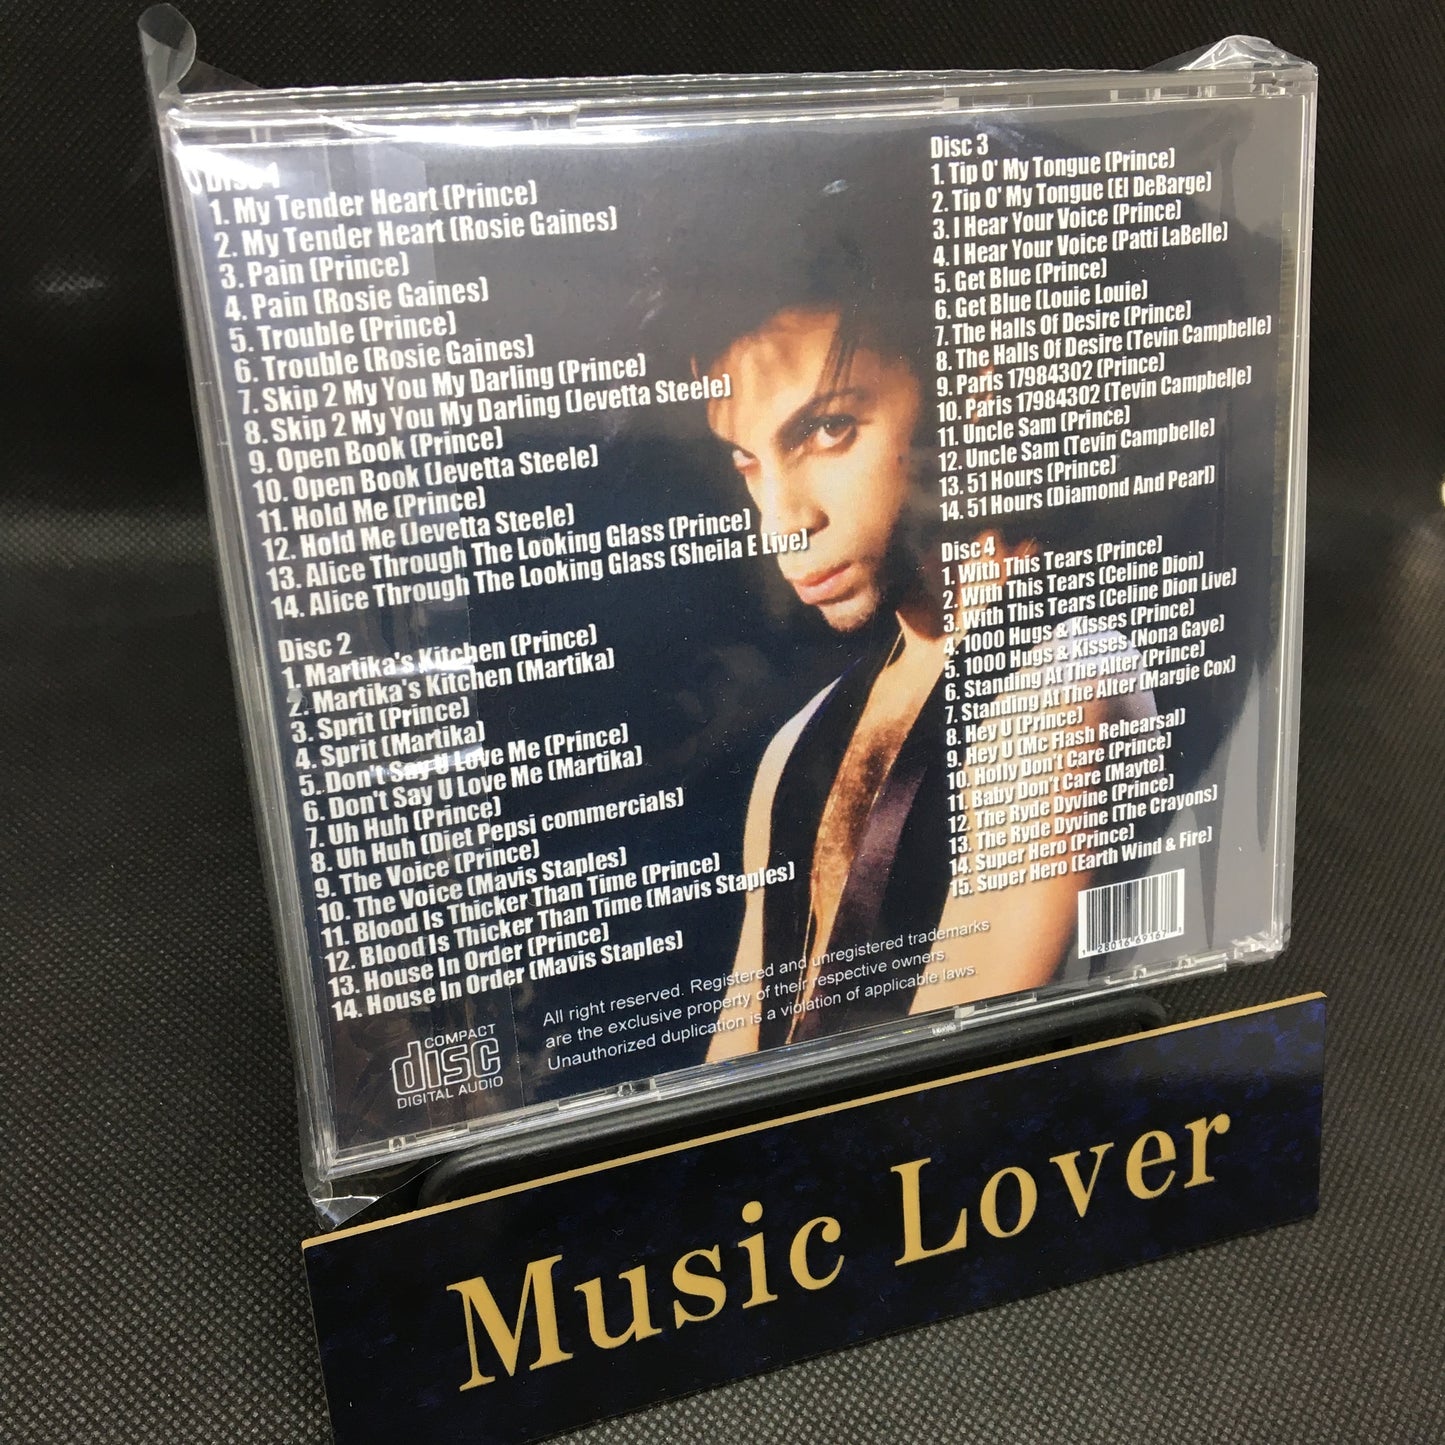 Disc 1
1. My Tender Heart (Prince)
2. My Tender Heart (Rosie Gaines)
3. Pain (Prince)
4. Pain (Rosie Gaines)
5. Trouble (Prince)
6. Trouble (Rosie Gaines)
7. Skip 2 My You My Darling (Prince)
8. Skip 2 My You My Darling (Jevetta Steele)
9. Open Book (Prince)
10. Open Book (Jevetta Steele)
11. Hold Me (Prince)
12. Hold Me (Jevetta Steele)
13. Alice Through The Looking Glass (Prince)
14. Alice Through The Looking Glass (Sheila E Live)
Disc 2
1. Martika's Kitchen (Prince)
2. Martika's Kitchen (Martika)
3. Sprit (Prince)
4. Sprit (Martika)
5. Don't Say U Love Me (Prince)
6. Don't Say U Love Me (Martika)
7. Uh Huh (Prince)
8. Uh Huh (Diet Pepsi commercials)
9. The Voice (Prince)
10. The Voice (Mavis Staples)
11. Blood Is Thicker Than Time (Prince)
12. Blood Is Thicker Than Time (Mavis Staples)
13. House In Order (Prince)
14. House In Order (Mavis Staples)
Disc 3
1. Tip O' My Tongue (Prince)
2. Tip O' My Tongue (El DeBarge)
3. I Hear Your Voice (Prince)
4. I Hear Your Voice (Patti LaBelle)
5. Get Blue (Prince)
6. Get Blue (Louie Louie)
7. The Halls Of Desire (Prince)
8. The Halls Of Desire (Tevin Campbelle)
9. Paris 17984302 (Prince)
10. Paris 17984302 (Tevin Campbelle)
11. Uncle Sam (Prince)
12. Uncle Sam (Tevin Campbelle)
13. 51 Hours (Prince)
14. 51 Hours (Diamond And Pearl)
Disc 4
1. With This Tears (Prince)
2. With This Tears (Celine Dion)
3. With This Tears (Celine Dion Live)
4. 1000 Hugs & Kisses (Prince)
5. 1000 Hugs & Kisses (Nona Gaye)
6. Standing At The Alter (Prince)
7. Standing At The Alter (Margie Cox)
8. Hey U (Prince)
9. Hey U (Mc Flash Rehearsal)
10. Holly Don't Care (Prince)
11. Baby Don't Care (Mayte)
12. The Ryde Dyvine (Prince)
13. The Ryde Dyvine (The Crayons)
14. Super Hero (Prince)
15. Super Hero (Earth Wind & Fire)
COMPACT
disc
DIGITAL AUDIO
All right reserved. Registered and unregistered trademarks
are the exclusive property of their respective owners.
Unauthorized duplication is a violation of applicable laws.
28016 69167
Music Lover